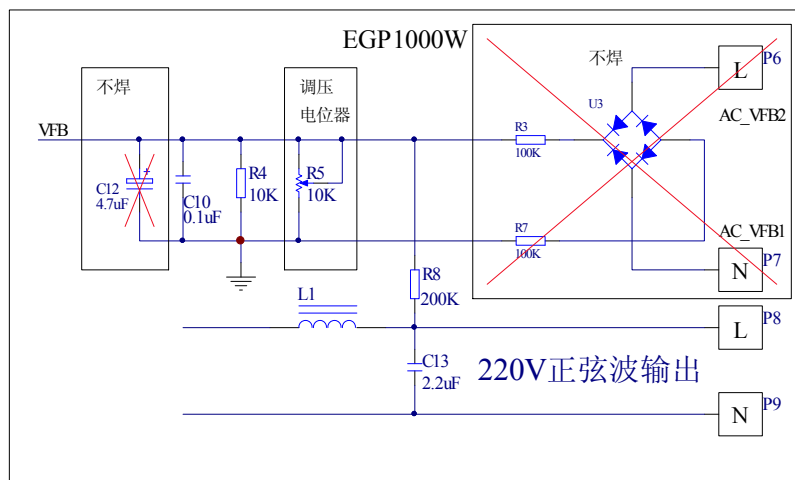 EGP1000W
不焊
调压
电位器
不焊
U3
L
P6
AC_VFB2
VFB
R3
100K
C12
4.7uF
+
C10
0.1uF
R4
10K
R5
10K
R7
100K
AC_VFB1
N
P7
R8
200K
L1
L
P8
C13
2.2uF
220V正弦波输出
N
P9